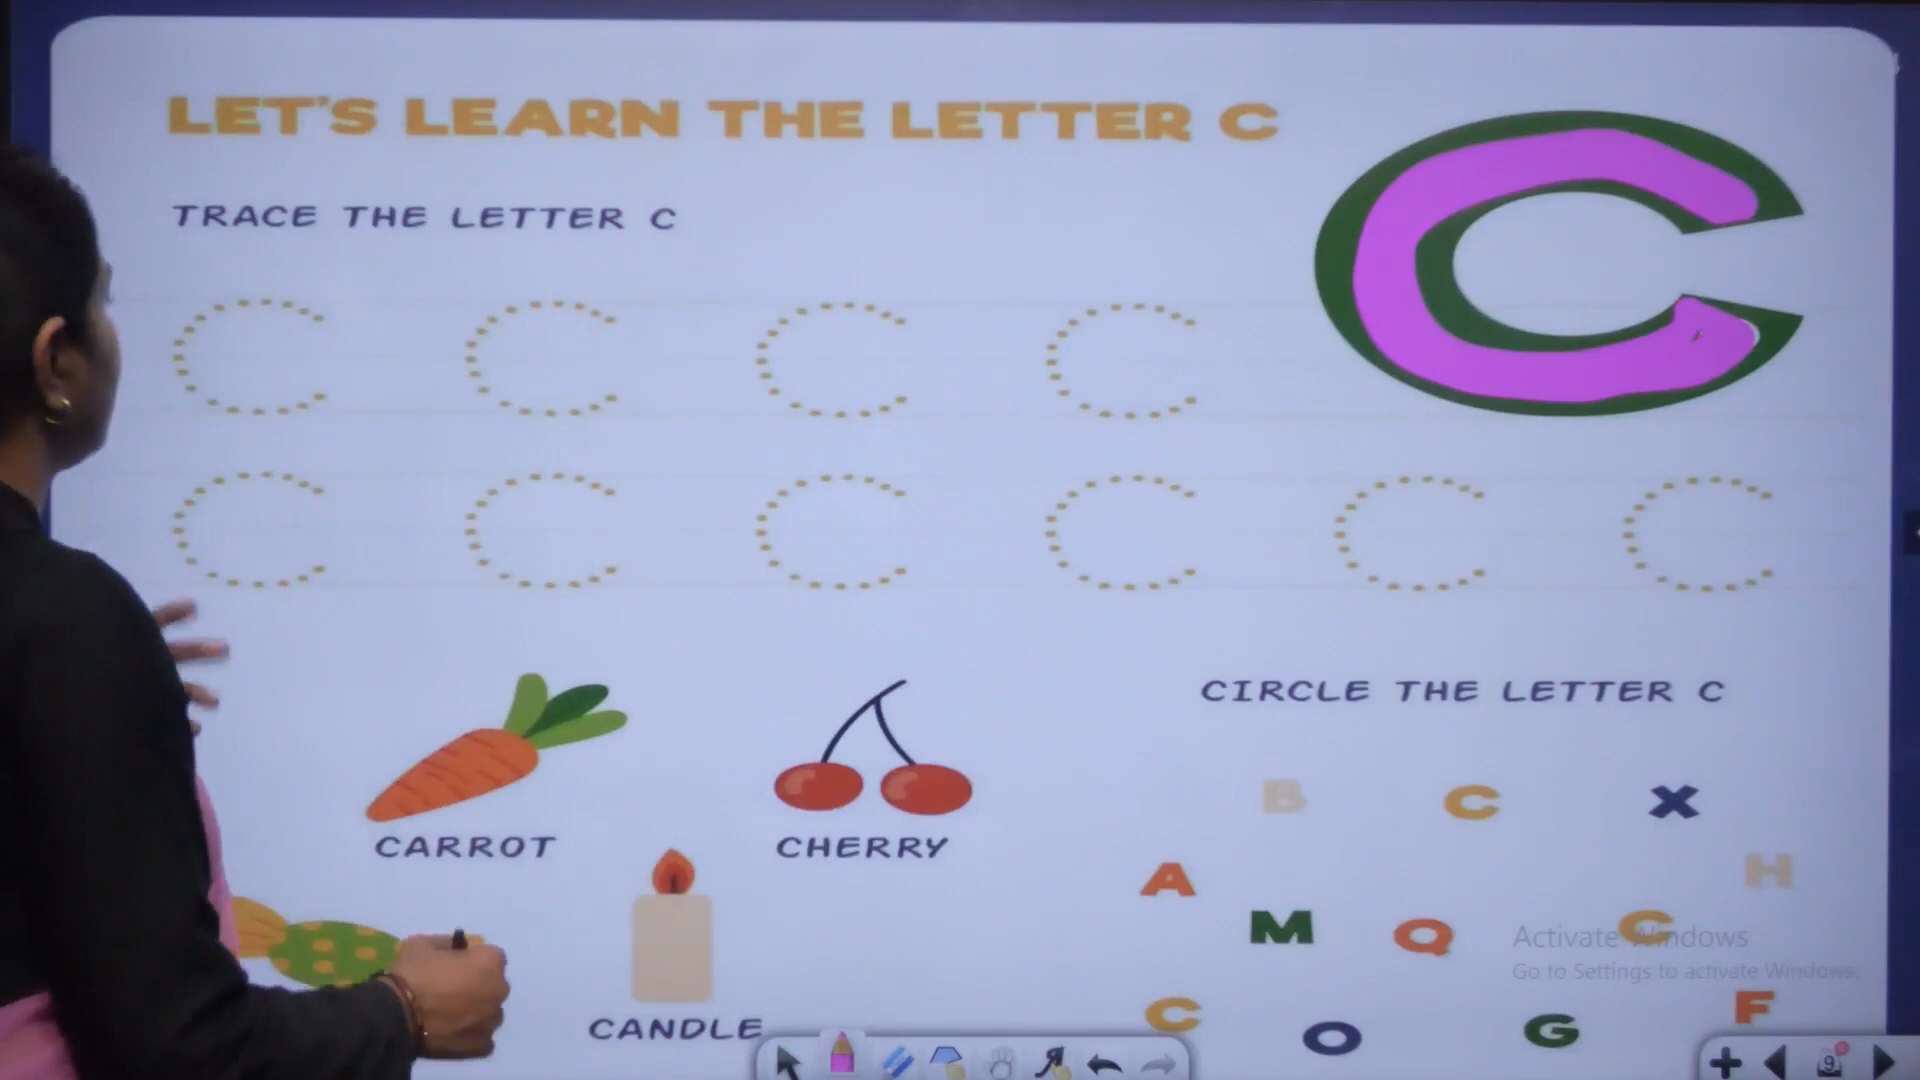 LET'S LEARN THE LETTER C
TRACE THE LETTER C
C
C C C C
C C C C C C
CARROT
CHERRY
CANDLE
CIRCLE THE LETTER C
B C X
A H
M Q C
Activate Windows
Go to Settings to activate Windows.
C O G F
9